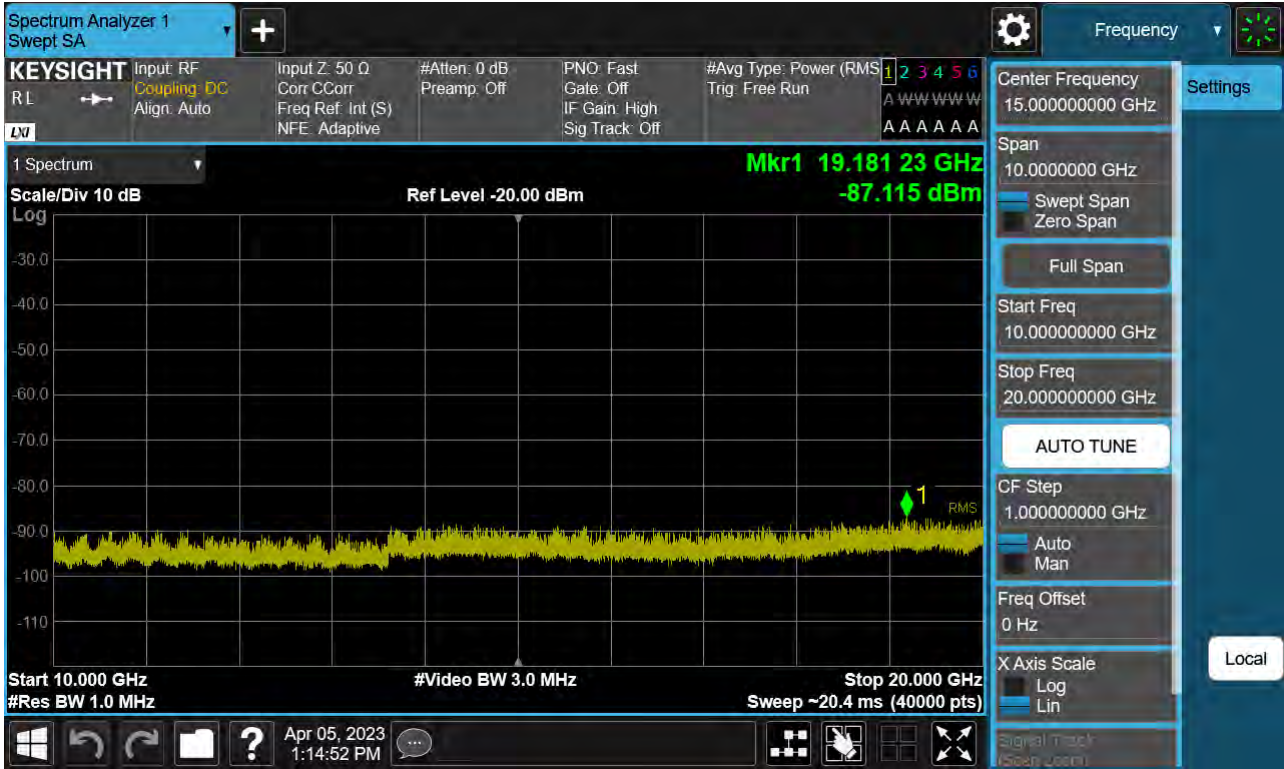 Spectrum Analyzer 1
Swept SA
+
Frequency
KEYSIGHT
R L
LXI
Input: RF
Coupling: DC
Align: Auto
Input Z: 50 Ω
Corr CCorr
Freq Ref: Int (S)
NFE: Adaptive
#Atten: 0 dB
Preamp: Off
PNO: Fast
Gate: Off
IF Gain: High
Sig Track: Off
#Avg Type: Power (RMS
Trig: Free Run
1 2 3 4 5 6
A W W W W W
A A A A A A
1 Spectrum
Scale/Div 10 dB
Ref Level -20.00 dBm
Mkr1 19.181 23 GHz
-87.115 dBm
Log
-30.0
-40.0
-50.0
-60.0
-70.0
-80.0
-90.0
-100
-110
1
RMS
Start 10.000 GHz
#Video BW 3.0 MHz
Stop 20.000 GHz
#Res BW 1.0 MHz
Sweep ~20.4 ms (40000 pts)
Center Frequency
15.000000000 GHz
Span
10.0000000 GHz
Swept Span
Zero Span
Full Span
Start Freq
10.000000000 GHz
Stop Freq
20.000000000 GHz
AUTO TUNE
CF Step
1.000000000 GHz
Auto
Man
Freq Offset
0 Hz
X Axis Scale
Log
Lin
Signal Track
(Span Zoom)
Settings
Local
?
Apr 05, 2023
1:14:52 PM